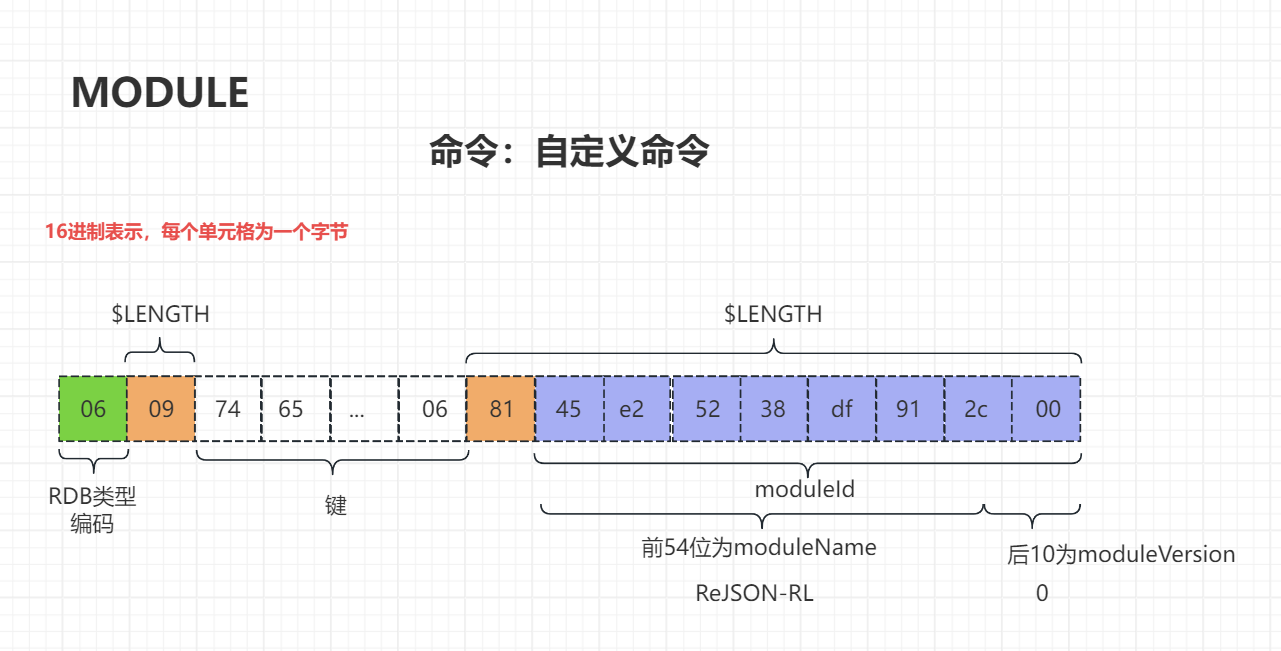 MODULE
命令：自定义命令
16进制表示，每个单元格为一个字节
$LENGTH $LENGTH
06 09 74 65 ... 06 81 45 e2 52 38 df 91 2c 00
RDB类型
编码
键
moduleId
前54位为moduleName
后10为moduleVersion
ReJSON-RL
0